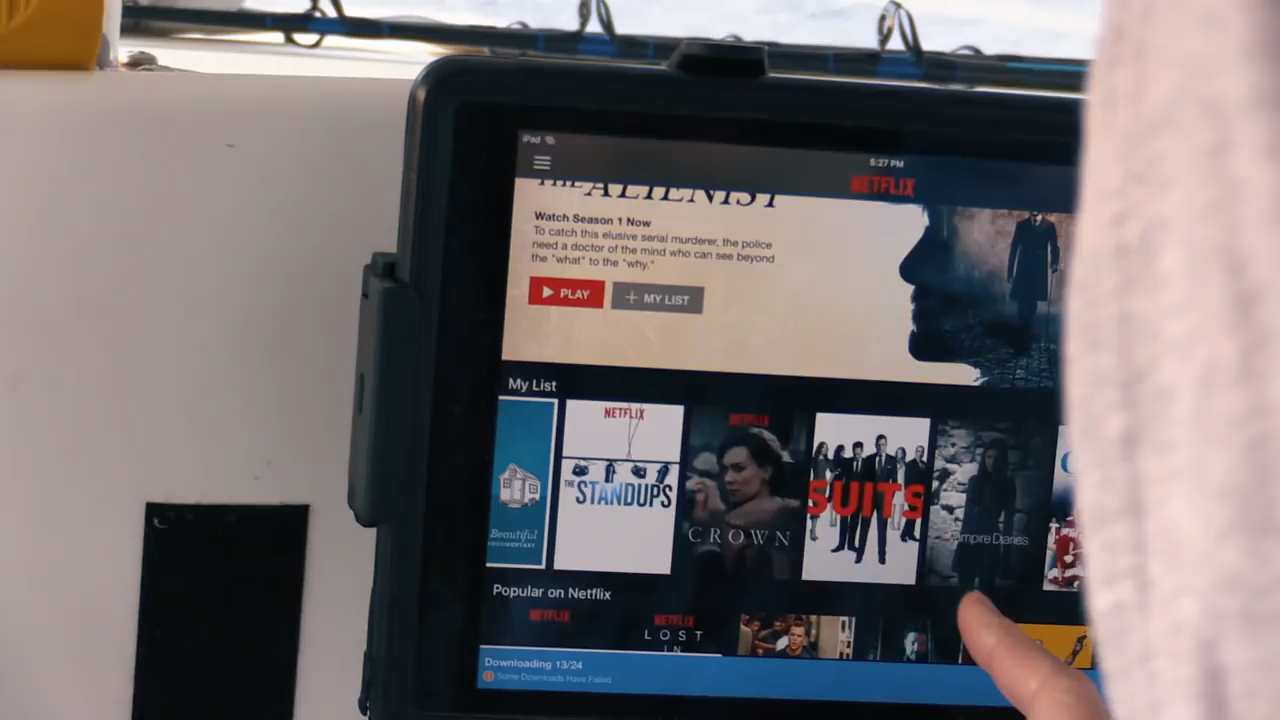 iPad
5:27 PM
NETFLIX
THE ALIENIST
Watch Season 1 Now
To catch this elusive serial murderer, the police
need a doctor of the mind who can see beyond
the "what" to the "why."
PLAY
+ MY LIST
My List
Beautiful
DOCUMENTARY
NETFLIX
THE STANDUPS
NETFLIX
CROWN
SUITS
Vampire Diaries
Popular on Netflix
NETFLIX
NETFLIX
LOST
IN
Downloading 13/24
Some Downloads Have Failed